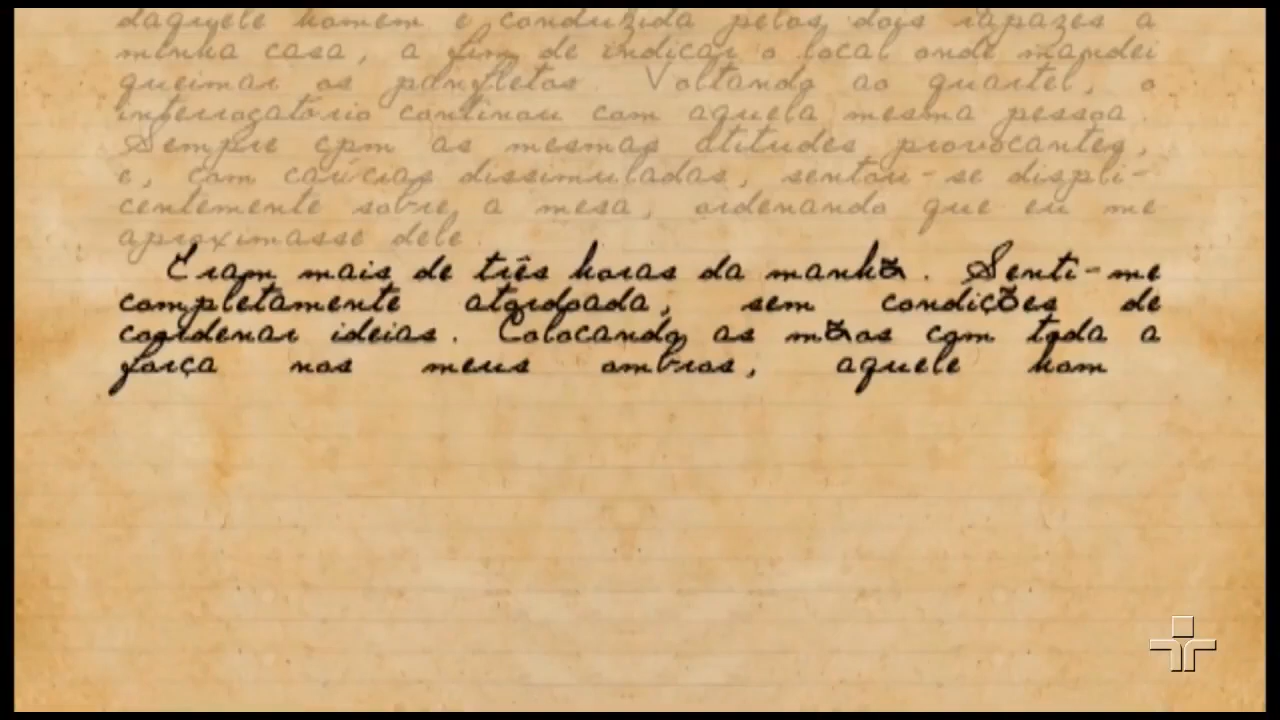 daquele homem e conduzida pelos dois rapazes a
minha casa, a fim de indicar o local onde mandei
queimar os panfletos. Voltando ao quartel, o
interrogatório continou com aquela mesma pessoa.
Sempre cpm as mesmas atitudes provocantes,
e, com carícias dissimuladas, sentou-se displi-
centemente sobre a mesa, ordenando que eu me
aproximasse dele.
Eram mais de três horas da manhã. Senti-me
completamente atordoada, sem condições de
coordenar ideias. Colocando as mãos com toda a
força nos meus ombros, aquele hom